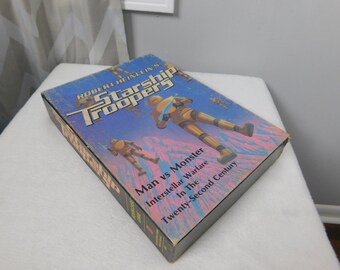 ROBERT HEINLEIN'S
Starship
Troopers
Man vs Monster
Interstellar Warfare
In The
Twenty-Second Century